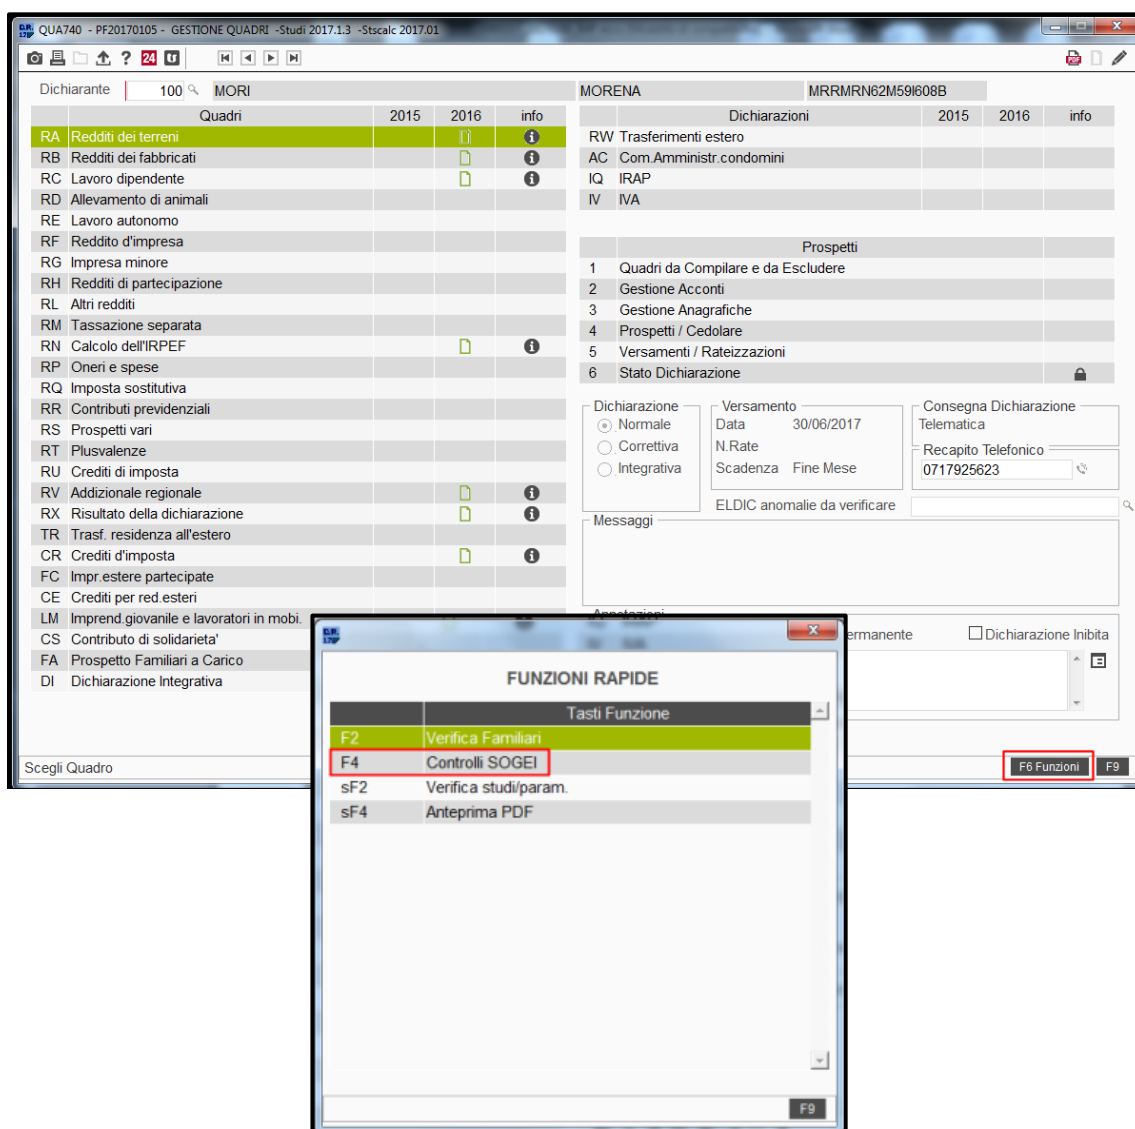 QUA740 - PF20170105 - GESTIONE QUADRI -Studi 2017.1.3 -Stscalc 2017.01
Dichiarante 100 MORI MORENA MRRMRN62M59I608B
Quadri 2015 2016 info
RA Redditi dei terreni
RB Redditi dei fabbricati
RC Lavoro dipendente
RD Allevamento di animali
RE Lavoro autonomo
RF Reddito d'impresa
RG Impresa minore
RH Redditi di partecipazione
RL Altri redditi
RM Tassazione separata
RN Calcolo dell'IRPEF
RP Oneri e spese
RQ Imposta sostitutiva
RR Contributi previdenziali
RS Prospetti vari
RT Plusvalenze
RU Crediti di imposta
RV Addizionale regionale
RX Risultato della dichiarazione
TR Trasf. residenza all'estero
CR Crediti d'imposta
FC Impr.estere partecipate
CE Crediti per red.esteri
LM Imprend.giovanile e lavoratori in mobi.
CS Contributo di solidarieta'
FA Prospetto Familiari a Carico
DI Dichiarazione Integrativa
Dichiarazioni 2015 2016 info
RW Trasferimenti estero
AC Com.Amministr.condomini
IQ IRAP
IV IVA
Prospetti
1 Quadri da Compilare e da Escludere
2 Gestione Acconti
3 Gestione Anagrafiche
4 Prospetti / Cedolare
5 Versamenti / Rateizzazioni
6 Stato Dichiarazione
Dichiarazione
Normale
Correttiva
Integrativa
Versamento
Data 30/06/2017
N.Rate
Scadenza Fine Mese
Consegna Dichiarazione
Telematica
Recapito Telefonico
0717925623
ELDIC anomalie da verificare
Messaggi
ermanente Dichiarazione Inibita
Scegli Quadro F6 Funzioni F9
FUNZIONI RAPIDE
Tasti Funzione
F2 Verifica Familiari
F4 Controlli SOGEI
sF2 Verifica studi/param.
sF4 Anteprima PDF
F9